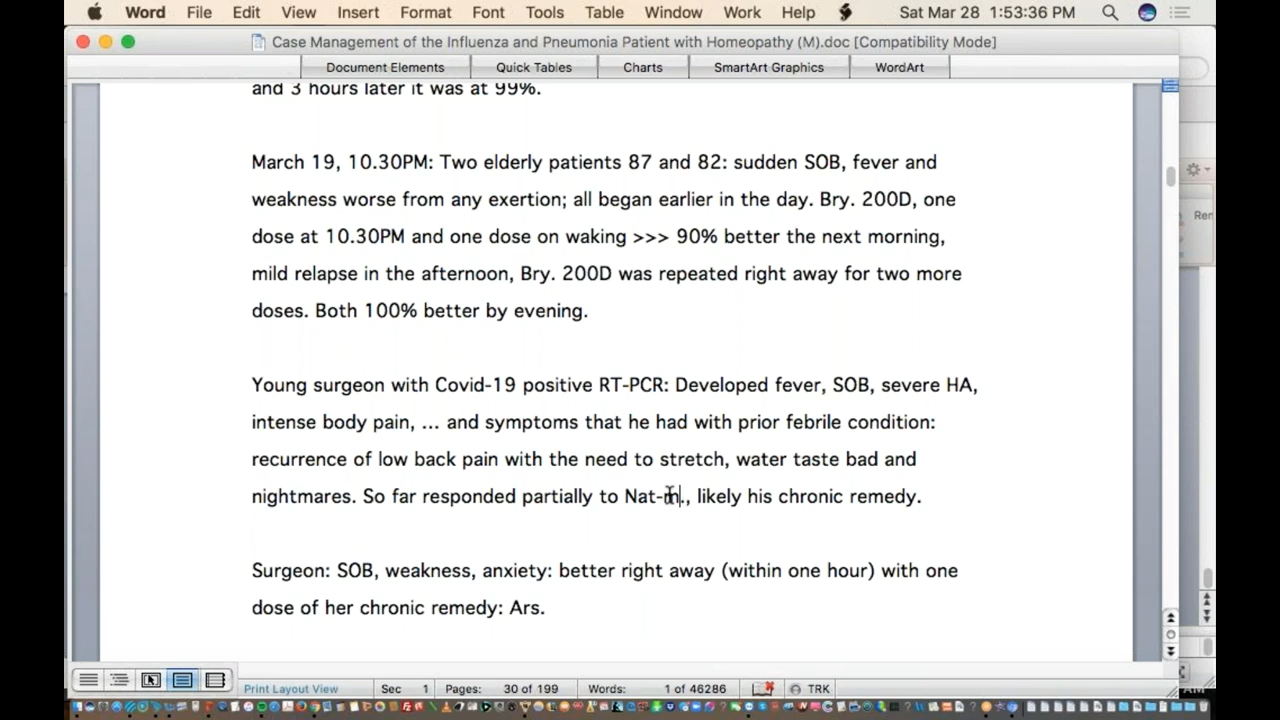 Word File Edit View Insert Format Font Tools Table Window Work Help Sat Mar 28 1:53:36 PM
Case Management of the Influenza and Pneumonia Patient with Homeopathy (M).doc [Compatibility Mode]
Document Elements Quick Tables Charts SmartArt Graphics WordArt
and 3 hours later it was at 99%.
March 19, 10.30PM: Two elderly patients 87 and 82: sudden SOB, fever and
weakness worse from any exertion; all began earlier in the day. Bry. 200D, one
dose at 10.30PM and one dose on waking >>> 90% better the next morning,
mild relapse in the afternoon, Bry. 200D was repeated right away for two more
doses. Both 100% better by evening.
Young surgeon with Covid-19 positive RT-PCR: Developed fever, SOB, severe HA,
intense body pain, ... and symptoms that he had with prior febrile condition:
recurrence of low back pain with the need to stretch, water taste bad and
nightmares. So far responded partially to Nat-m., likely his chronic remedy.
Surgeon: SOB, weakness, anxiety: better right away (within one hour) with one
dose of her chronic remedy: Ars.
Print Layout View Sec 1 Pages: 30 of 199 Words: 1 of 46286 TRK